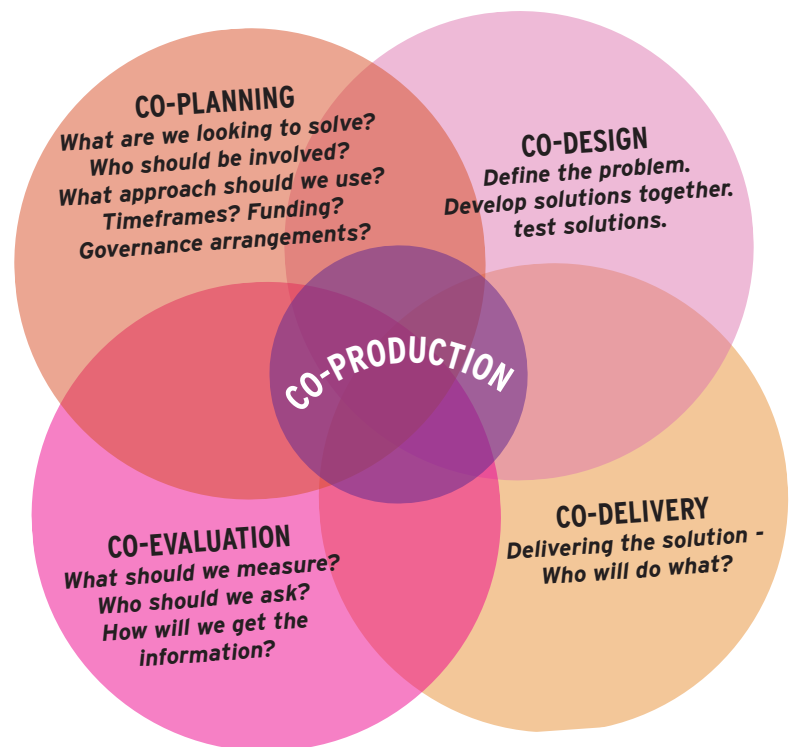 CO-PLANNING
What are we looking to solve?
Who should be involved?
What approach should we use?
Timeframes? Funding?
Governance arrangements?
CO-DESIGN
Define the problem.
Develop solutions together.
test solutions.
CO-PRODUCTION
CO-EVALUATION
What should we measure?
Who should we ask?
How will we get the
information?
CO-DELIVERY
Delivering the solution -
Who will do what?